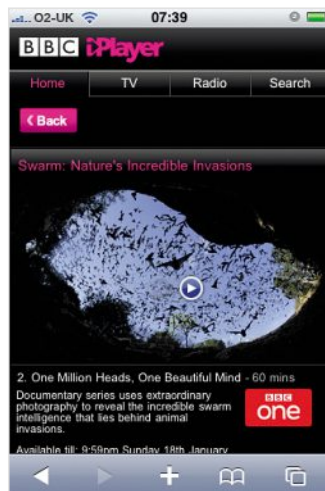 O2-UK 07:39
BBC iPlayer
Home TV Radio Search
Back
Swarm: Nature's Incredible Invasions
2. One Million Heads, One Beautiful Mind - 60 mins
Documentary series uses extraordinary
photography to reveal the incredible swarm
intelligence that lies behind animal
invasions.
BBC
one
Available till: 9:59pm Sunday 18th January